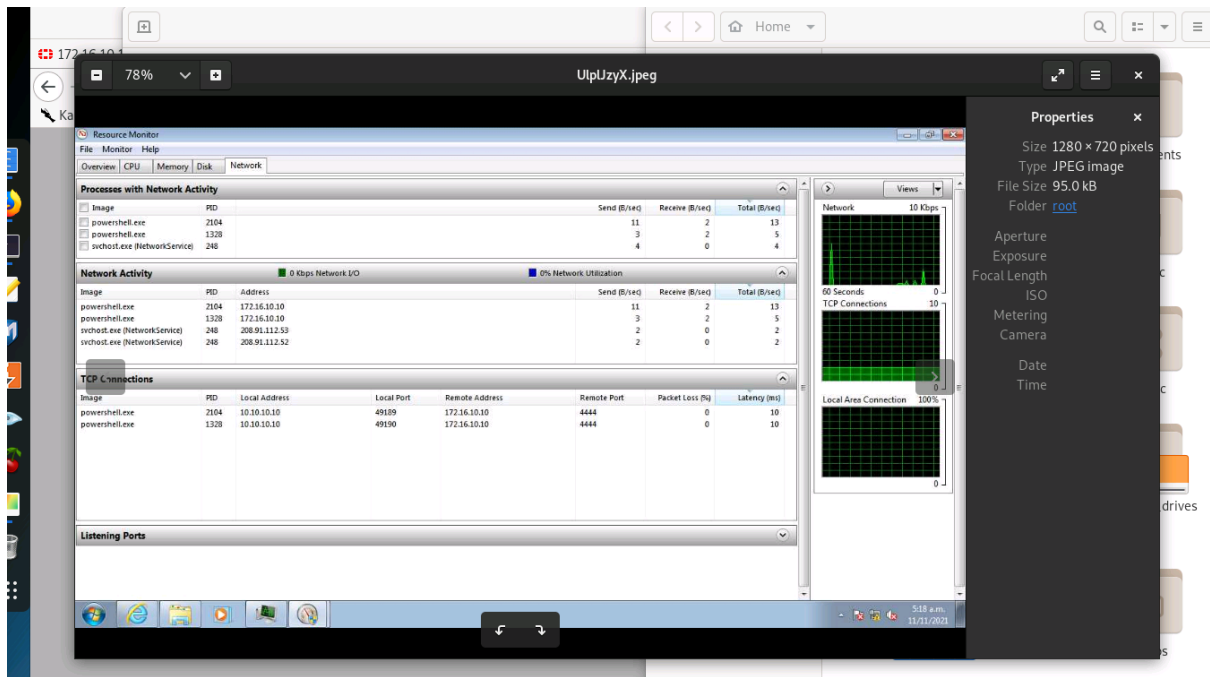 Home
172.16.10.1
78%
UlpUzyX.jpeg
Ka
Resource Monitor
File Monitor Help
Overview CPU Memory Disk Network
Processes with Network Activity
Image PID Send (B/sec) Receive (B/sec) Total (B/sec)
powershell.exe 2104 11 2 13
powershell.exe 1328 3 2 5
svchost.exe (NetworkService) 248 4 0 4
Network Activity 0 Kbps Network I/O 0% Network Utilization
Image PID Address Send (B/sec) Receive (B/sec) Total (B/sec)
powershell.exe 2104 172.16.10.10 11 2 13
powershell.exe 1328 172.16.10.10 3 2 5
svchost.exe (NetworkService) 248 208.91.112.53 2 0 2
svchost.exe (NetworkService) 248 208.91.112.52 2 0 2
TCP Connections
Image PID Local Address Local Port Remote Address Remote Port Packet Loss (%) Latency (ms)
powershell.exe 2104 10.10.10.10 49189 172.16.10.10 4444 0 10
powershell.exe 1328 10.10.10.10 49190 172.16.10.10 4444 0 10
Listening Ports
Views
Network 10 Kbps
60 Seconds 0
TCP Connections 10
0
Local Area Connection 100%
0
5:18 a.m.
11/11/2021
Properties
Size 1280 × 720 pixels
Type JPEG image
File Size 95.0 kB
Folder root
Aperture
Exposure
Focal Length
ISO
Metering
Camera
Date
Time
ents
c
c
drives
s